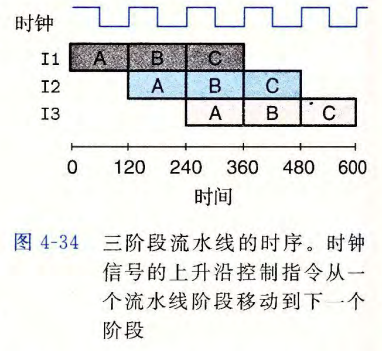 时钟
I1 A B C
I2 A B C
I3 A B C
0 120 240 360 480 600
时间
图 4-34 三阶段流水线的时序。时钟
信号的上升沿控制指令从一
个流水线阶段移动到下一个
阶段